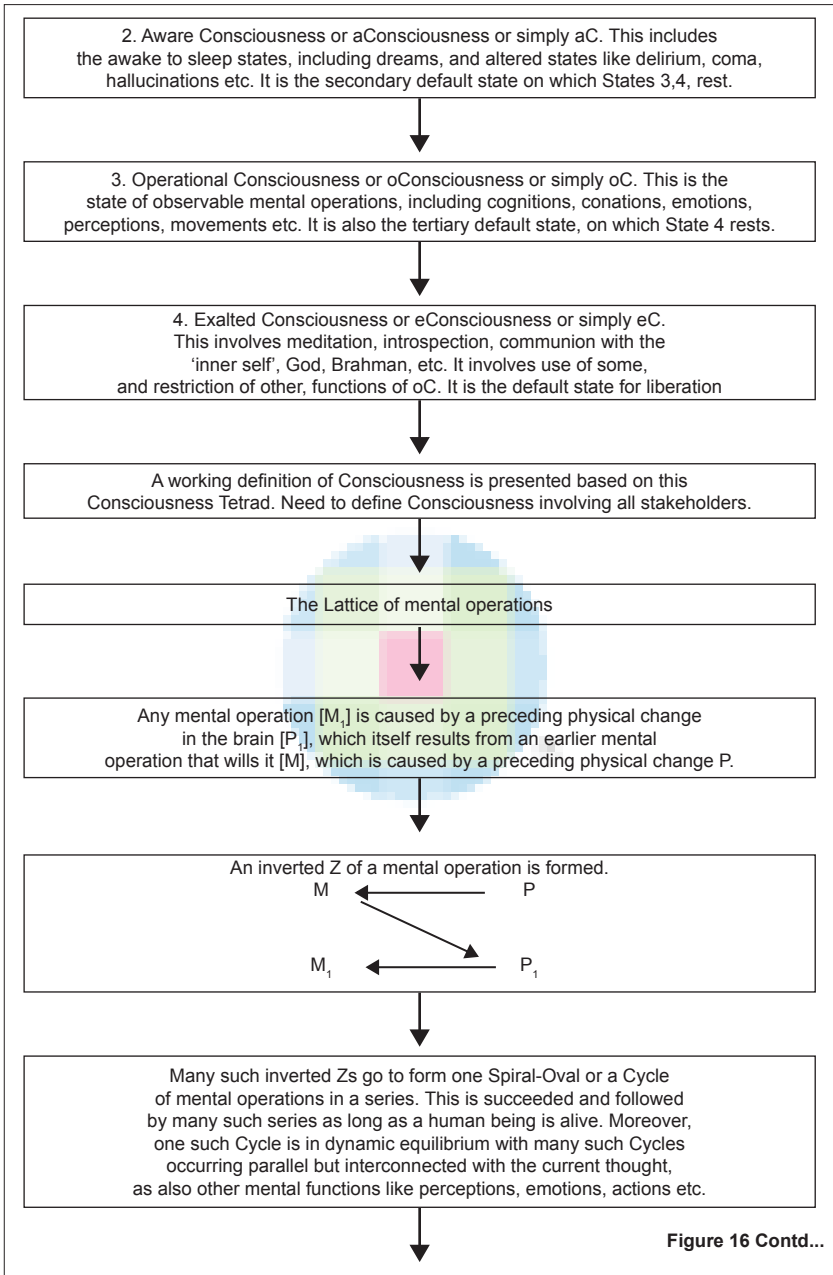 2. Aware Consciousness or aConsciousness or simply aC. This includes
the awake to sleep states, including dreams, and altered states like delirium, coma,
hallucinations etc. It is the secondary default state on which States 3,4, rest.
3. Operational Consciousness or oConsciousness or simply oC. This is the
state of observable mental operations, including cognitions, conations, emotions,
perceptions, movements etc. It is also the tertiary default state, on which State 4 rests.
4. Exalted Consciousness or eConsciousness or simply eC.
This involves meditation, introspection, communion with the
‘inner self’, God, Brahman, etc. It involves use of some,
and restriction of other, functions of oC. It is the default state for liberation
A working definition of Consciousness is presented based on this
Consciousness Tetrad. Need to define Consciousness involving all stakeholders.
The Lattice of mental operations
Any mental operation [M₁] is caused by a preceding physical change
in the brain [P₁], which itself results from an earlier mental
operation that wills it [M], which is caused by a preceding physical change P.
An inverted Z of a mental operation is formed.
M P
M₁ P₁
Many such inverted Zs go to form one Spiral-Oval or a Cycle
of mental operations in a series. This is succeeded and followed
by many such series as long as a human being is alive. Moreover,
one such Cycle is in dynamic equilibrium with many such Cycles
occurring parallel but interconnected with the current thought,
as also other mental functions like perceptions, emotions, actions etc.
Figure 16 Contd...